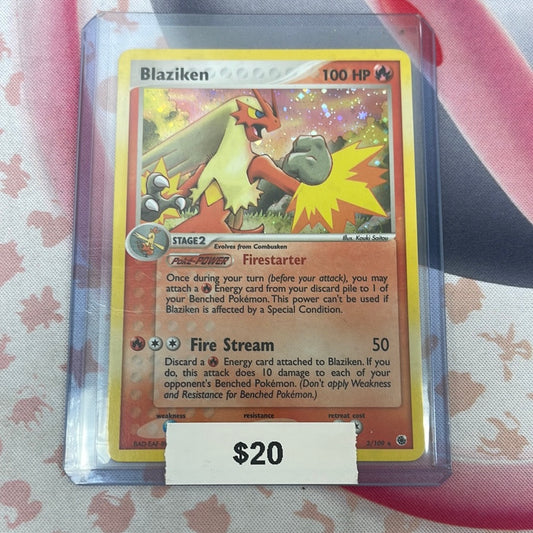 Blaziken 100 HP
Illus. Kouki Saitou
STAGE 2 Evolves from Combusken
Poké-POWER Firestarter
Once during your turn (before your attack), you may
attach a Energy card from your discard pile to 1 of
your Benched Pokémon. This power can't be used if
Blaziken is affected by a Special Condition.
Fire Stream 50
Discard a Energy card attached to Blaziken. If you
do, this attack does 10 damage to each of your
opponent's Benched Pokémon. (Don't apply Weakness
and Resistance for Benched Pokémon.)
weakness resistance retreat cost
3/109
$20